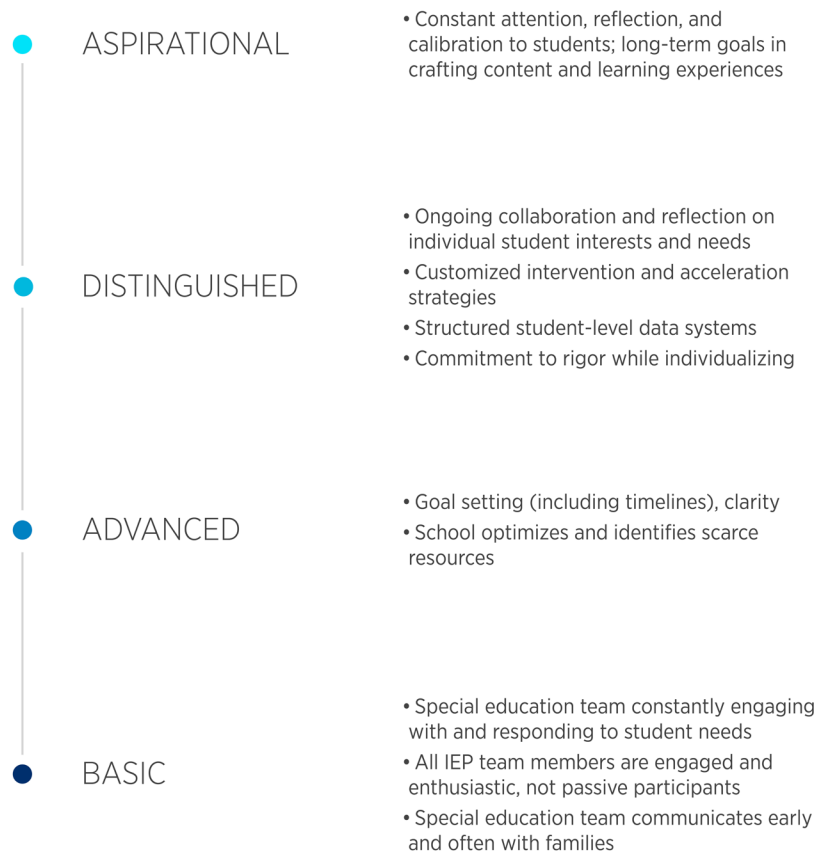 ASPIRATIONAL
• Constant attention, reflection, and
calibration to students; long-term goals in
crafting content and learning experiences
DISTINGUISHED
• Ongoing collaboration and reflection on
individual student interests and needs
• Customized intervention and acceleration
strategies
• Structured student-level data systems
• Commitment to rigor while individualizing
ADVANCED
• Goal setting (including timelines), clarity
• School optimizes and identifies scarce
resources
BASIC
• Special education team constantly engaging
with and responding to student needs
• All IEP team members are engaged and
enthusiastic, not passive participants
• Special education team communicates early
and often with families